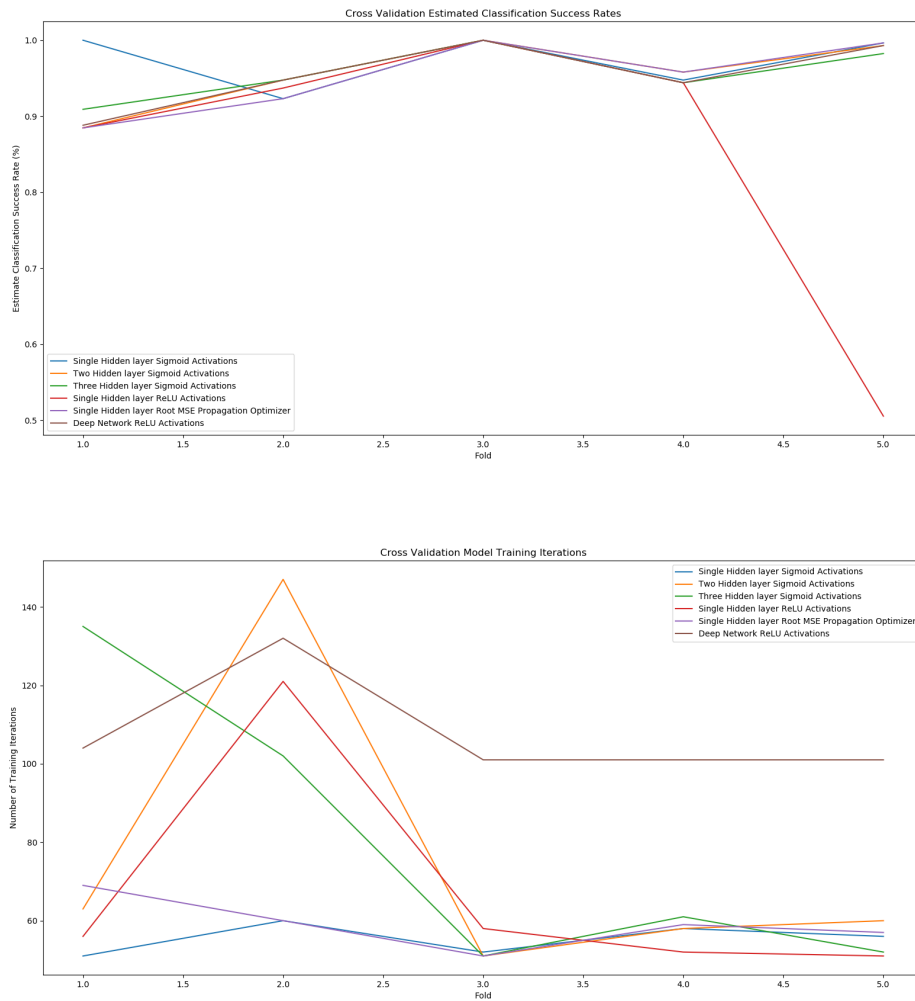 Cross Validation Estimated Classification Success Rates
1.0
0.9
0.8
0.7
0.6
0.5
Estimate Classification Success Rate (%)
Single Hidden layer Sigmoid Activations
Two Hidden layer Sigmoid Activations
Three Hidden layer Sigmoid Activations
Single Hidden layer ReLU Activations
Single Hidden layer Root MSE Propagation Optimizer
Deep Network ReLU Activations
1.0 1.5 2.0 2.5 3.0 3.5 4.0 4.5 5.0
Fold
Cross Validation Model Training Iterations
140
120
100
80
60
Number of Training Iterations
Single Hidden layer Sigmoid Activations
Two Hidden layer Sigmoid Activations
Three Hidden layer Sigmoid Activations
Single Hidden layer ReLU Activations
Single Hidden layer Root MSE Propagation Optimizer
Deep Network ReLU Activations
1.0 1.5 2.0 2.5 3.0 3.5 4.0 4.5 5.0
Fold